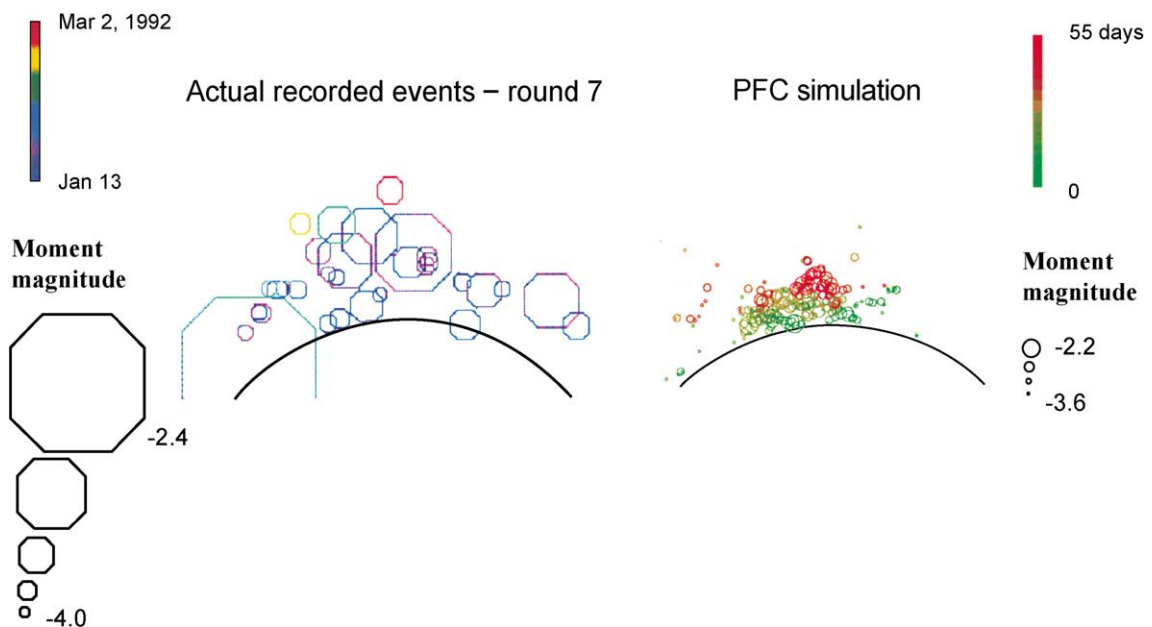 Mar 2, 1992
Jan 13
Actual recorded events – round 7
PFC simulation
55 days
0
Moment
magnitude
-2.4
-4.0
Moment
magnitude
-2.2
-3.6